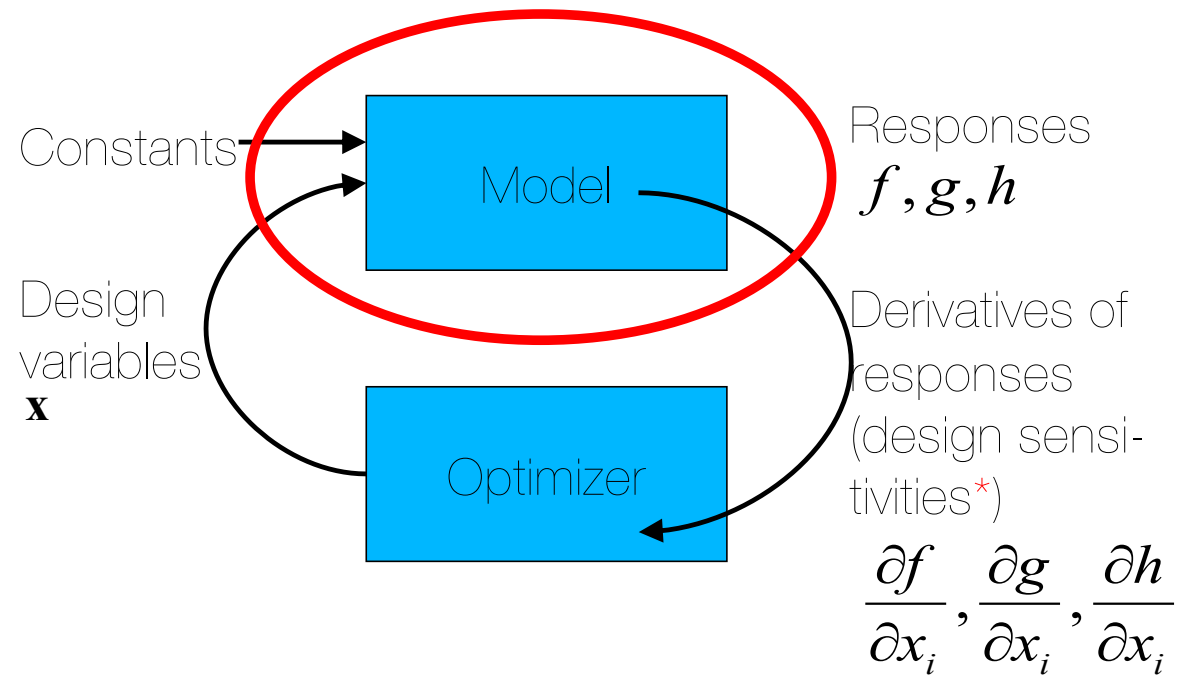 Constants
Model
Responses
f, g, h
Design
variables
x
Optimizer
Derivatives of
responses
(design sensi-
tivities*)
∂f/∂xᵢ, ∂g/∂xᵢ, ∂h/∂xᵢ